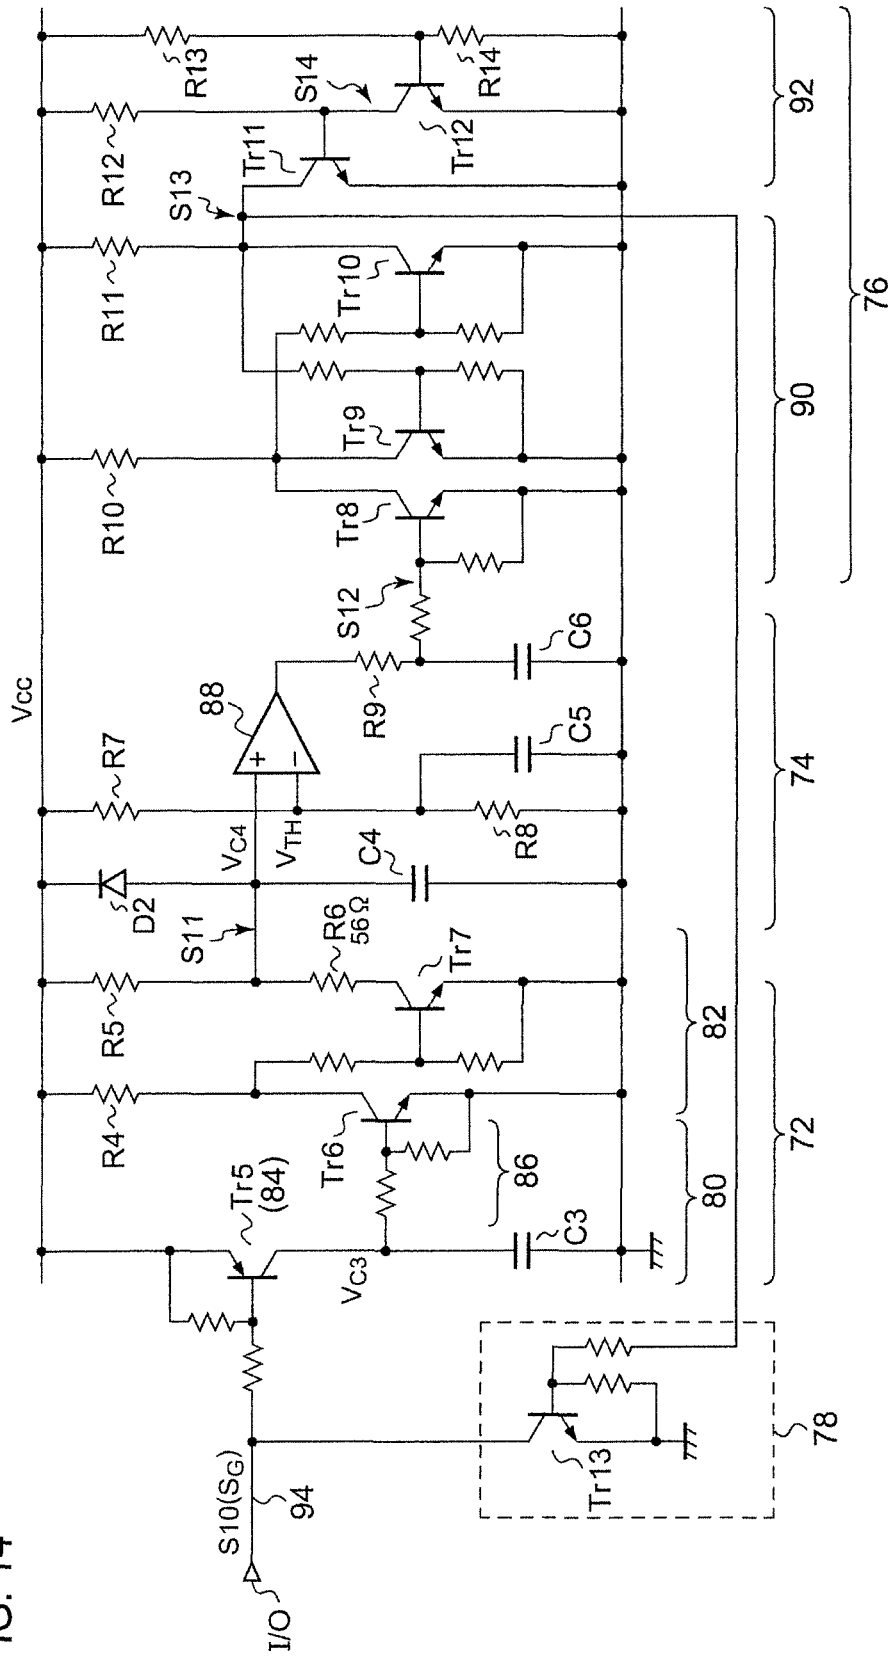 IG. 14
Vcc
R4
R5
D2
R7
R10
R11
R12
R13
Tr5
(84)
S11
VC4
VTH
88
S13
Tr11
S14
S10(SG)
94
I/O
VC3
Tr6
86
R6
56Ω
Tr7
C4
R9
S12
Tr8
Tr9
Tr10
Tr12
R14
C3
R8
C5
C6
Tr13
78
80
82
72
74
90
92
76
+
−